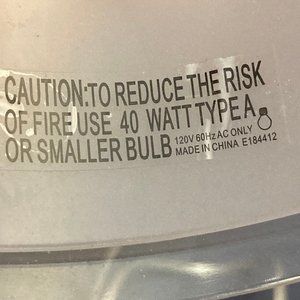 CAUTION:TO REDUCE THE RISK
OF FIRE USE 40 WATT TYPE A
OR SMALLER BULB 120V 60Hz AC ONLY
MADE IN CHINA E184412